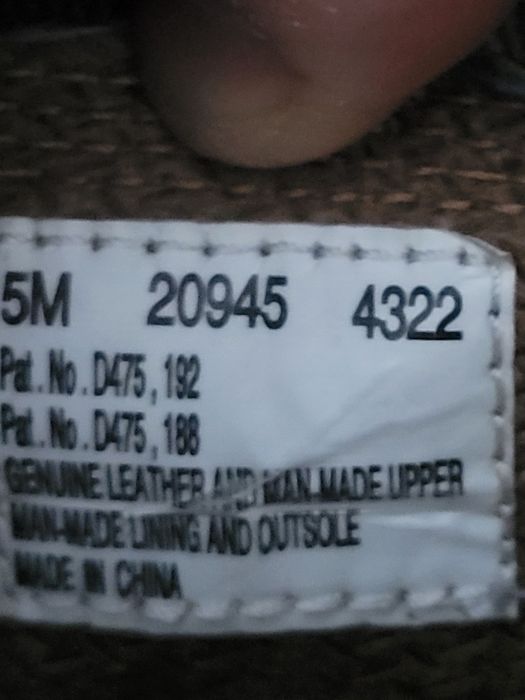 5M 20945 4322
Pat. No. D475, 192
Pat. No. D475, 188
GENUINE LEATHER AND MAN-MADE UPPER
MAN-MADE LINING AND OUTSOLE
MADE IN CHINA